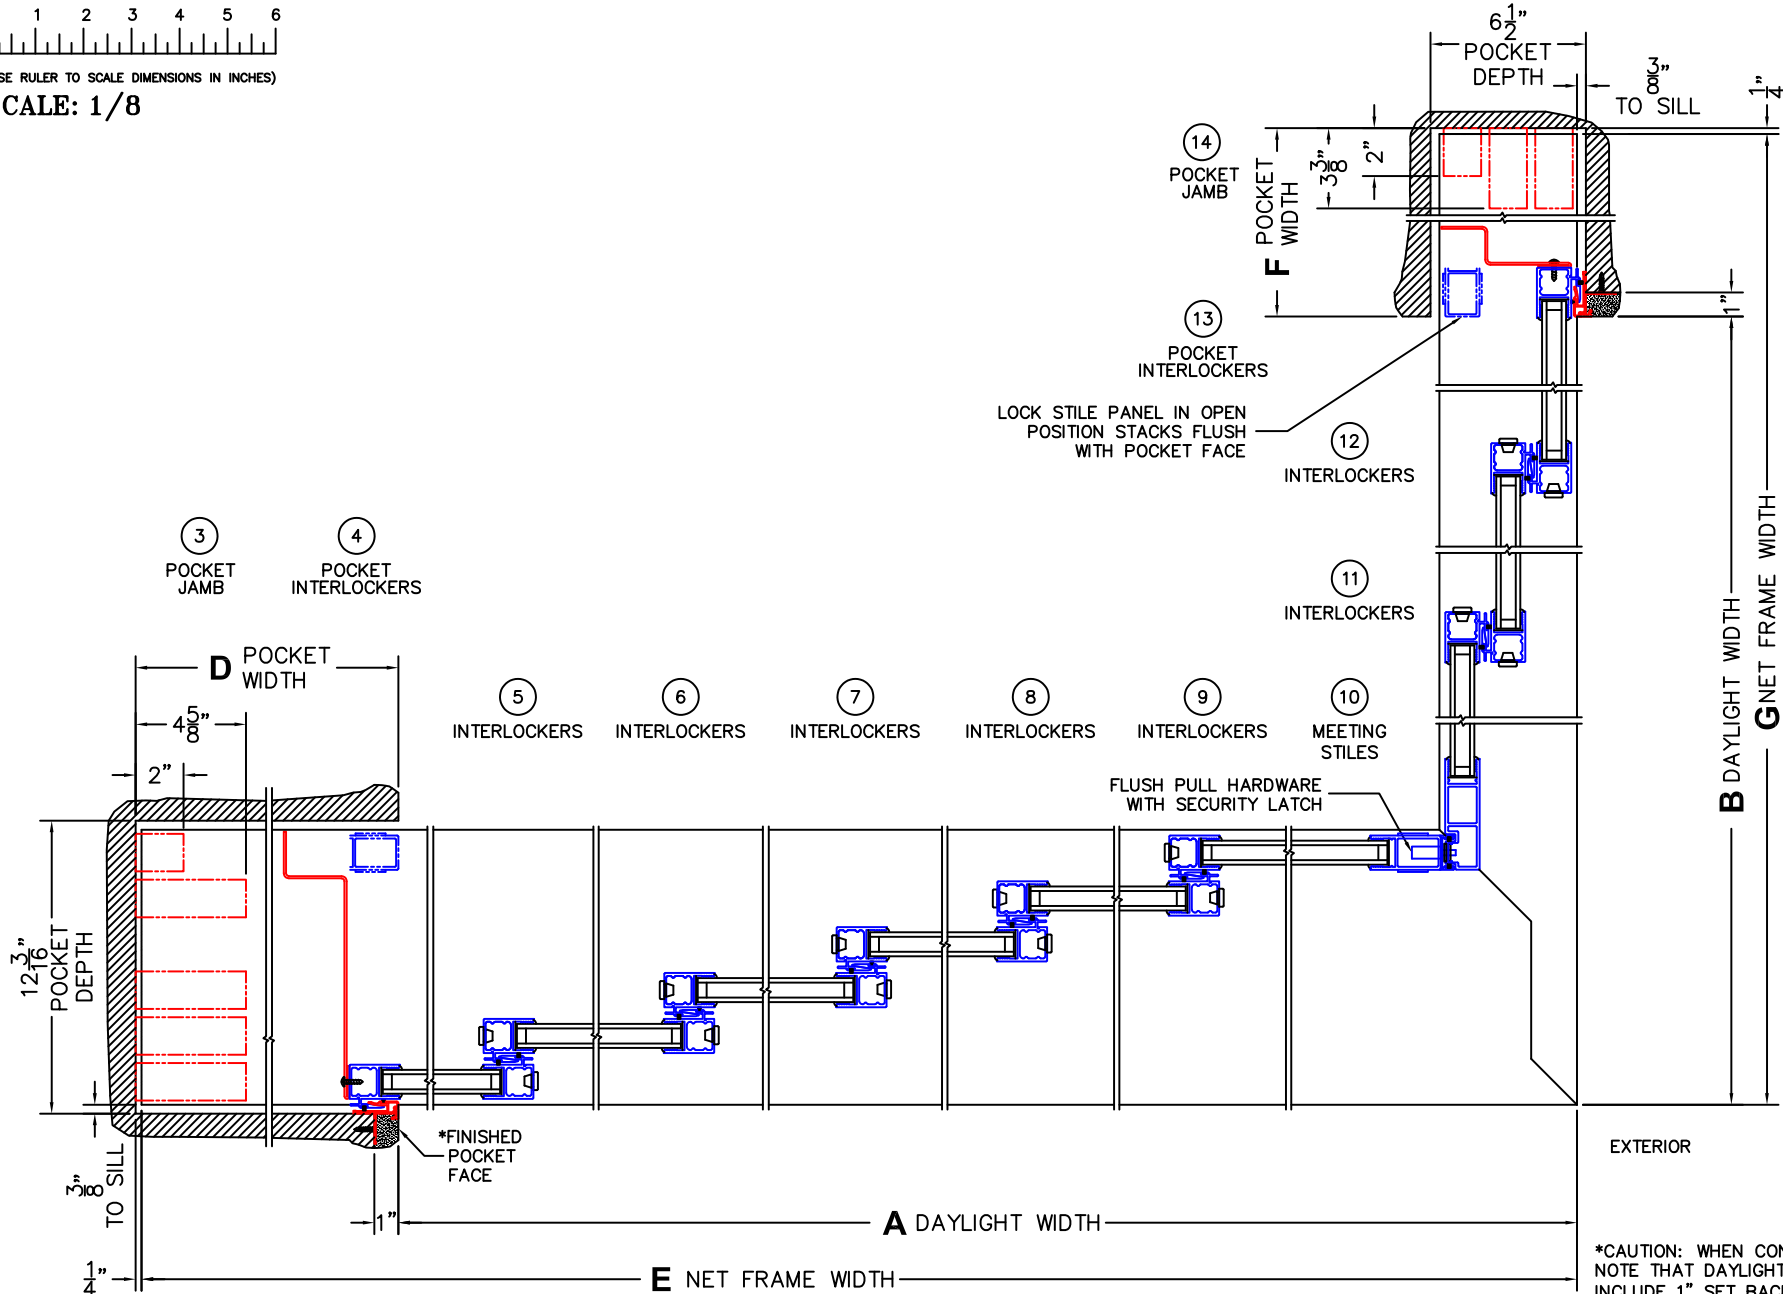 1 2 3 4 5 6
SE RULER TO SCALE DIMENSIONS IN INCHES)
CALE: 1/8
6 1/2"
POCKET
DEPTH
3/8"
TO SILL
1/4"
14
POCKET
JAMB
F POCKET
WIDTH
3 3/8"
2"
1"
13
POCKET
INTERLOCKERS
LOCK STILE PANEL IN OPEN
POSITION STACKS FLUSH
WITH POCKET FACE
12
INTERLOCKERS
11
INTERLOCKERS
B DAYLIGHT WIDTH
G NET FRAME WIDTH
3
POCKET
JAMB
4
POCKET
INTERLOCKERS
D POCKET
WIDTH
4 5/8"
2"
5
INTERLOCKERS
6
INTERLOCKERS
7
INTERLOCKERS
8
INTERLOCKERS
9
INTERLOCKERS
10
MEETING
STILES
FLUSH PULL HARDWARE
WITH SECURITY LATCH
12 3/16"
POCKET
DEPTH
3/8"
TO SILL
*FINISHED
POCKET
FACE
EXTERIOR
1"
A DAYLIGHT WIDTH
1/4"
E NET FRAME WIDTH
*CAUTION: WHEN CON
NOTE THAT DAYLIGHT
INCLUDE 1" SET BACK